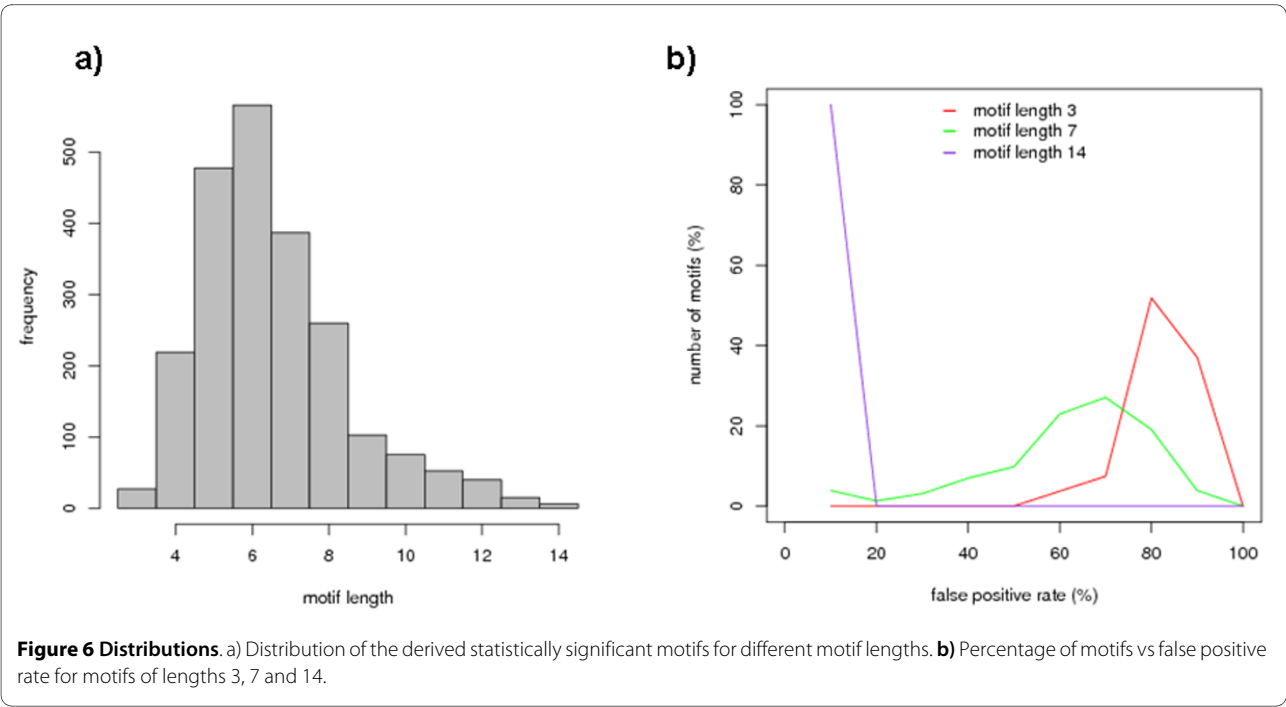 a)
frequency
500
400
300
200
100
0
4 6 8 10 12 14
motif length
b)
number of motifs (%)
100
80
60
40
20
0
motif length 3
motif length 7
motif length 14
0 20 40 60 80 100
false positive rate (%)
Figure 6 Distributions. a) Distribution of the derived statistically significant motifs for different motif lengths. b) Percentage of motifs vs false positive
rate for motifs of lengths 3, 7 and 14.